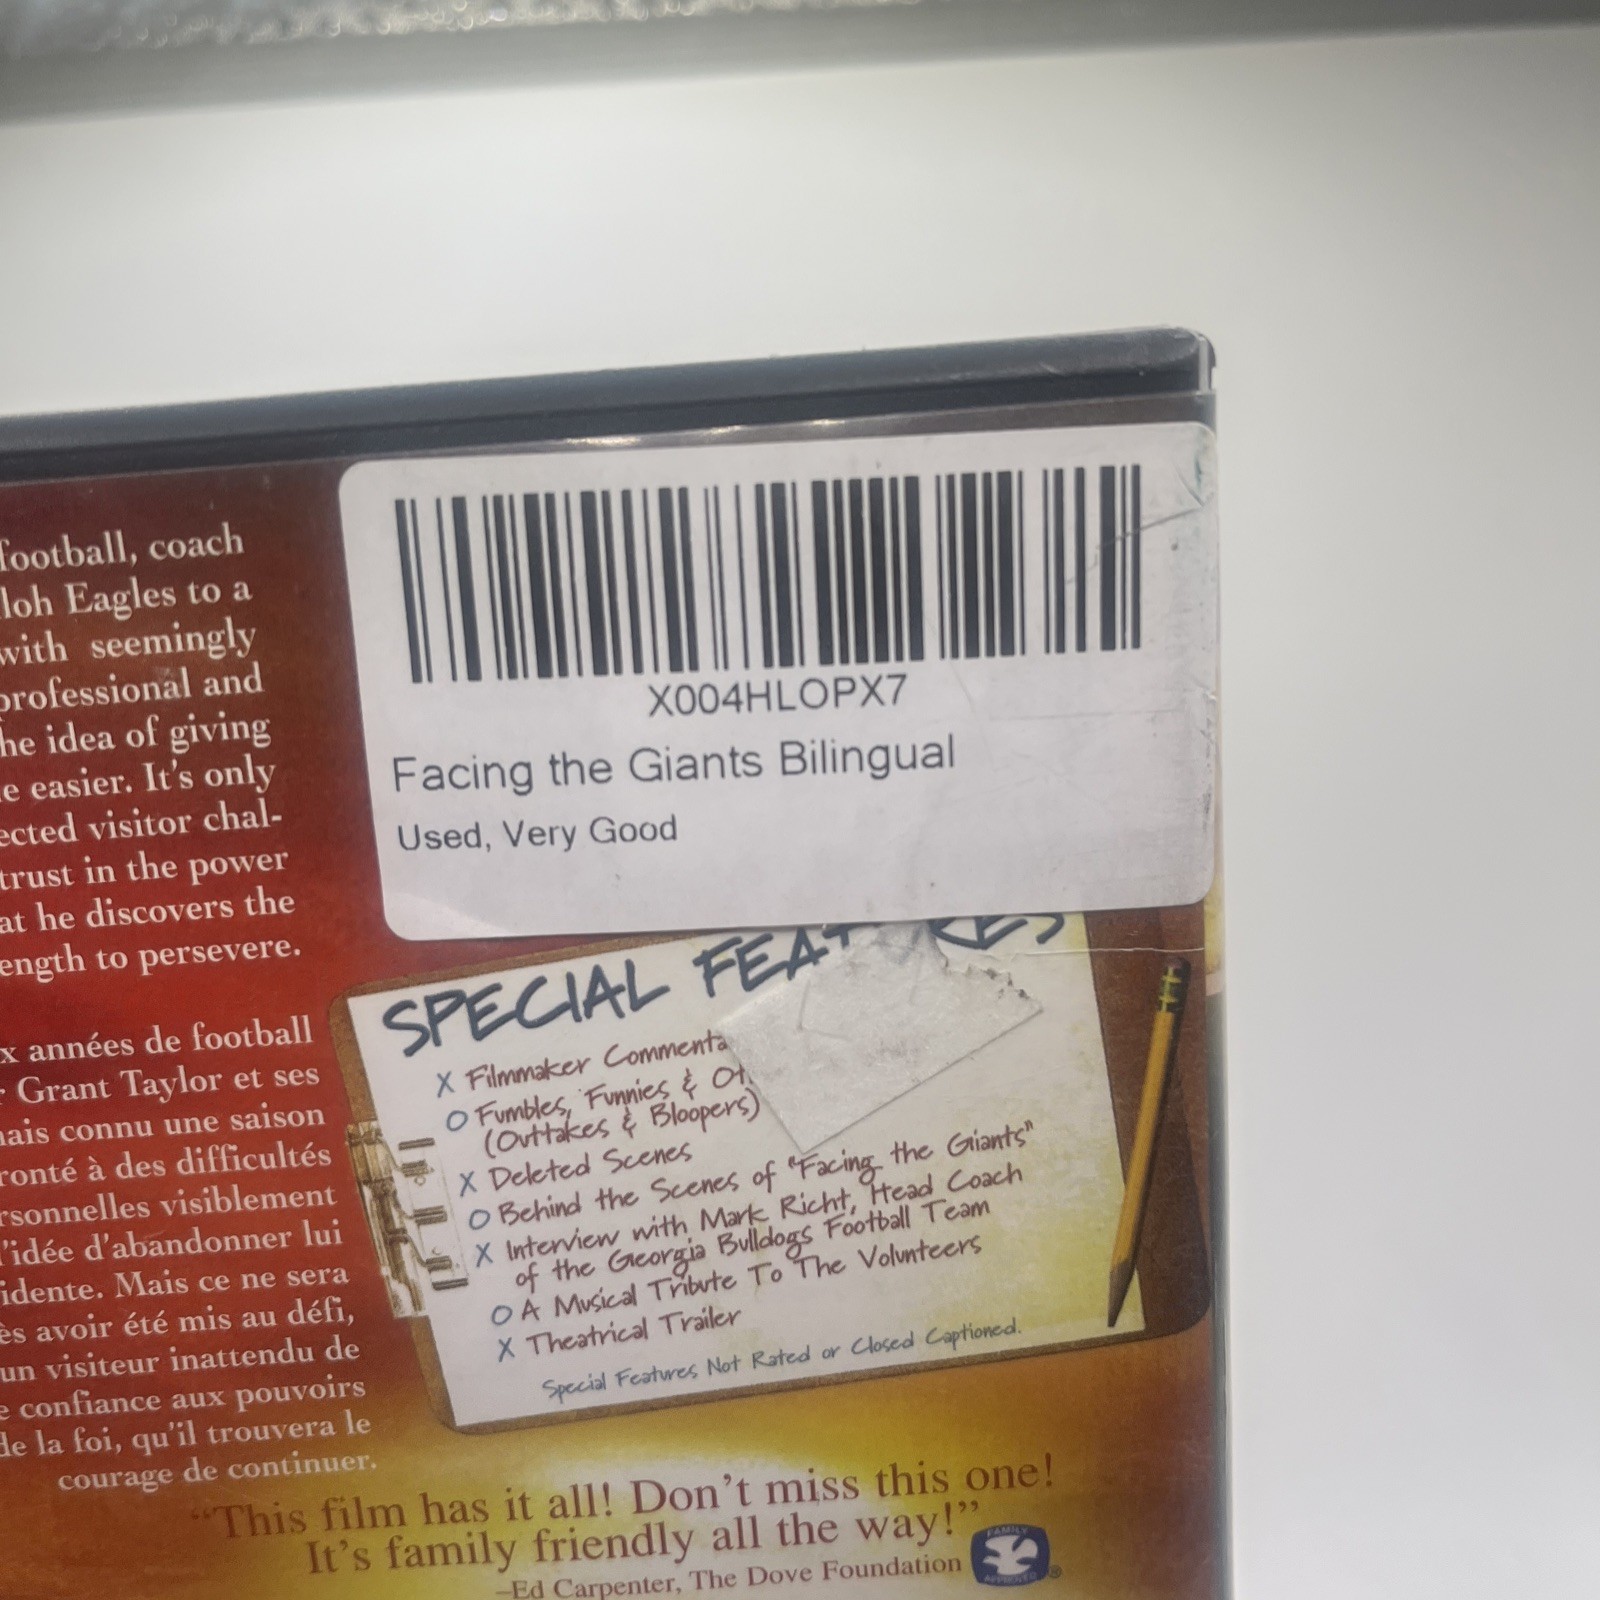 X004HLOPX7
Facing the Giants Bilingual
Used, Very Good
football, coach
loh Eagles to a
with seemingly
professional and
he idea of giving
e easier. It's only
ected visitor chal-
trust in the power
at he discovers the
ength to persevere.
x années de football
r Grant Taylor et ses
mais connu une saison
ronté à des difficultés
rsonnelles visiblement
l'idée d'abandonner lui
idente. Mais ce ne sera
ès avoir été mis au défi,
un visiteur inattendu de
e confiance aux pouvoirs
de la foi, qu'il trouvera le
courage de continuer.
SPECIAL FEATURES
X Filmmaker Commenta
O Fumbles, Funnies & Ot
(Outtakes & Bloopers)
X Deleted Scenes
O Behind the Scenes of "Facing the Giants"
X Interview with Mark Richt, Head Coach
of the Georgia Bulldogs Football Team
O A Musical Tribute To The Volunteers
X Theatrical Trailer
Special Features Not Rated or Closed Captioned.
"This film has it all! Don't miss this one!
It's family friendly all the way!"
–Ed Carpenter, The Dove Foundation
FAMILY
APPROVED
®